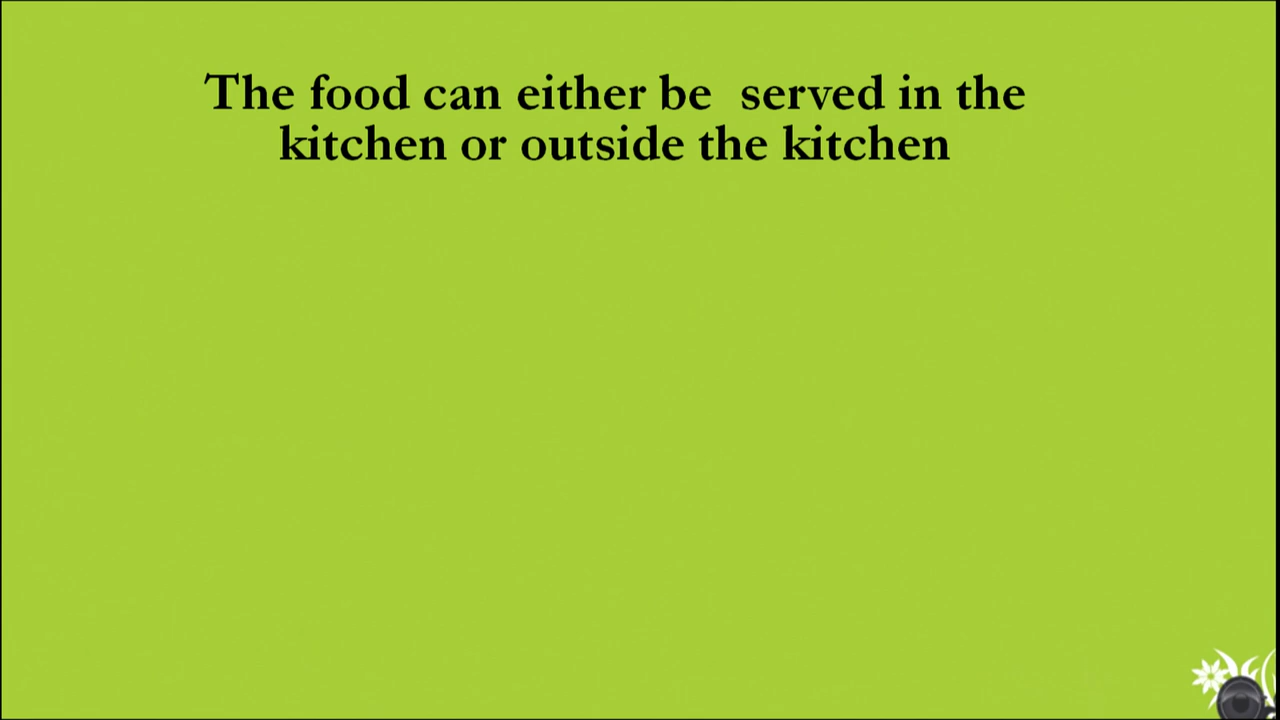 The food can either be  served in the
kitchen or outside the kitchen